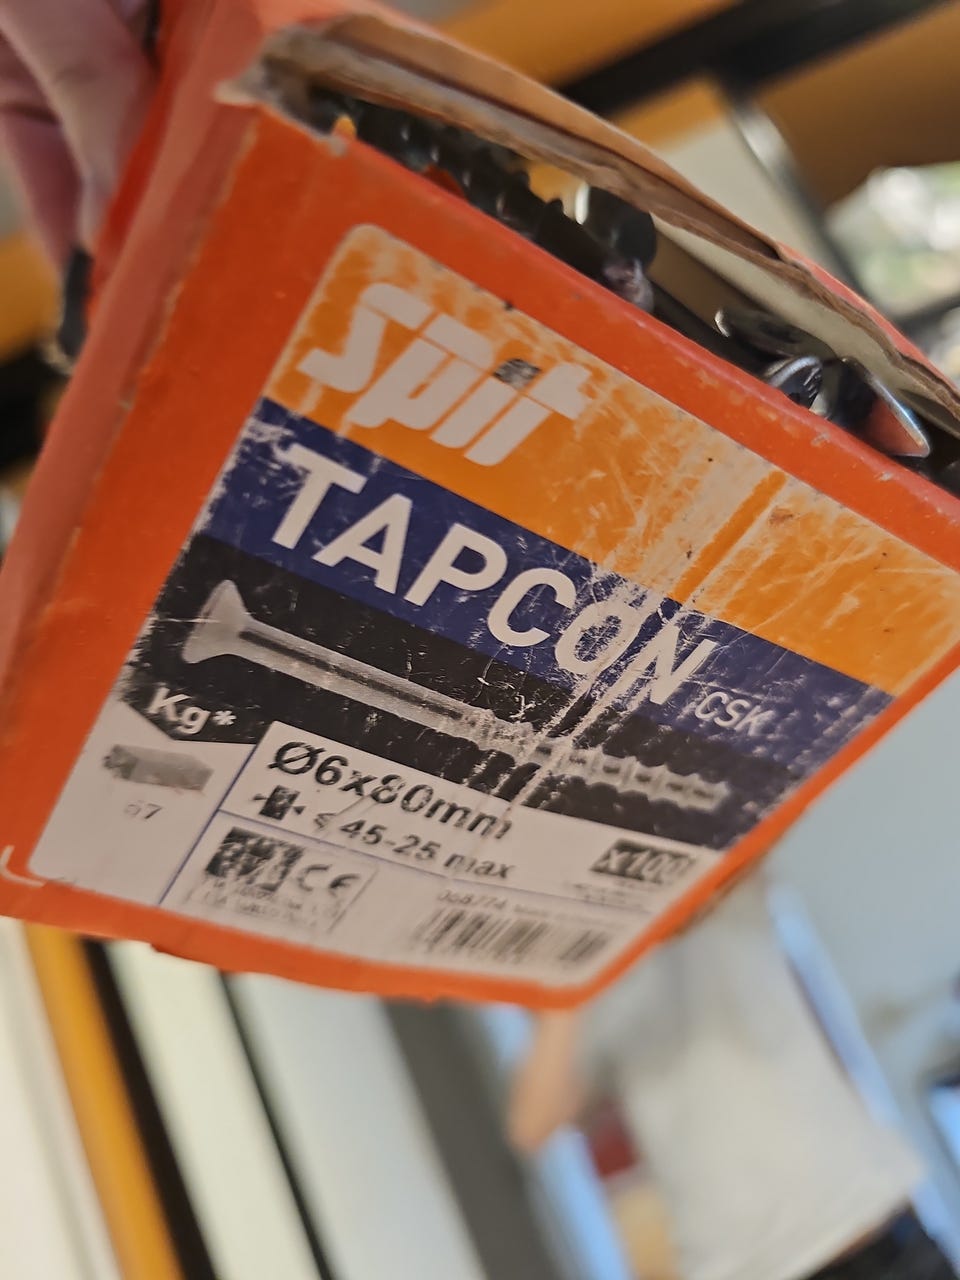 spit
TAPCON CSK
Kg*
Ø6x80mm
≤ 45-25 max
x100
67
CE